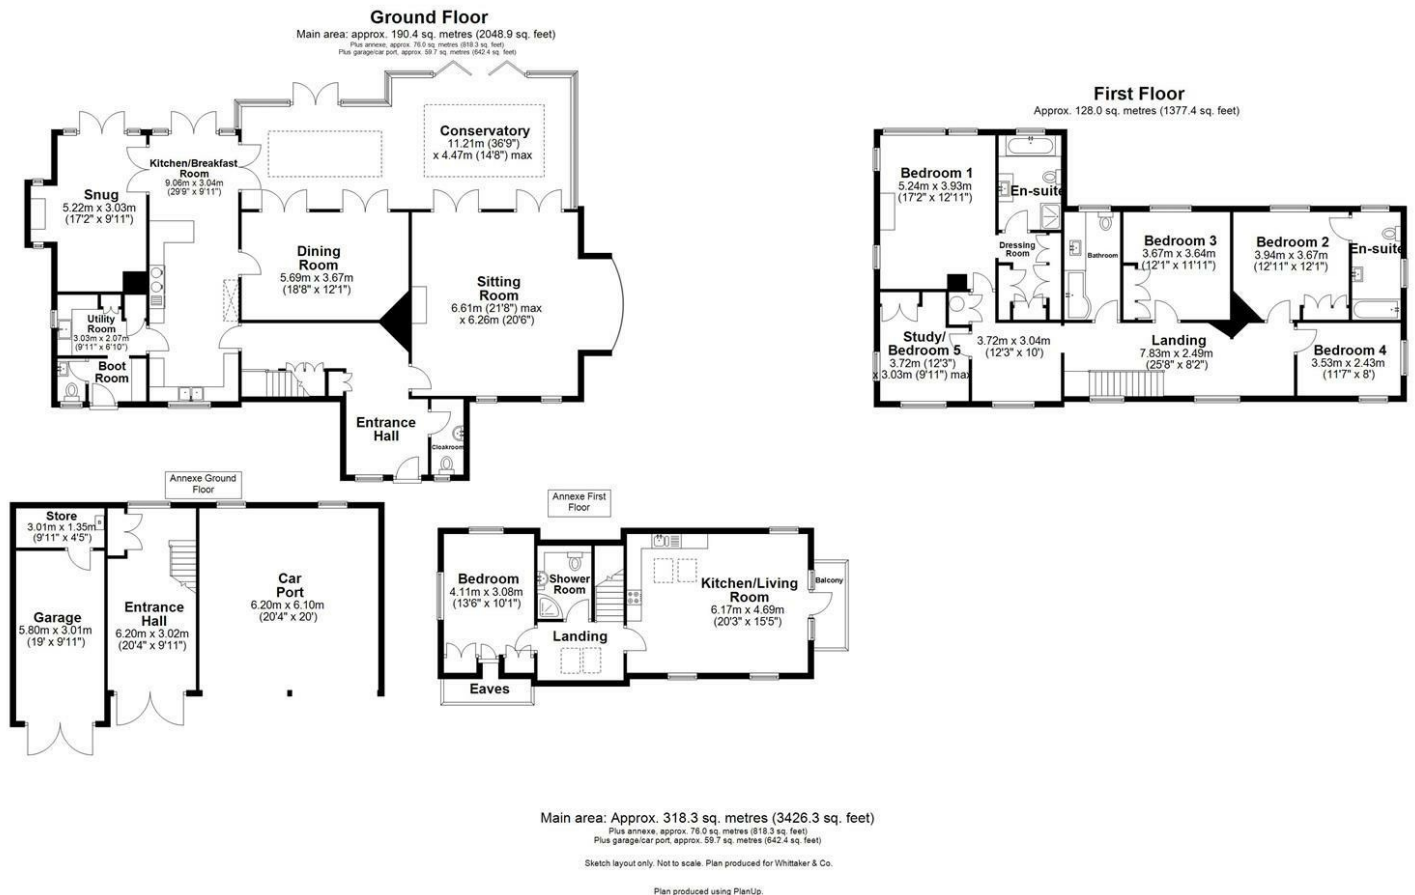 Ground Floor
Main area: approx. 190.4 sq. metres (2048.9 sq. feet)
Plus annexe, approx. 76.0 sq. metres (818.3 sq. feet)
Plus garage/car port, approx. 59.7 sq. metres (642.4 sq. feet)
Conservatory
11.21m (36'9")
x 4.47m (14'8") max
Kitchen/Breakfast
Room
9.06m x 3.04m
(29'9" x 9'11")
Snug
5.22m x 3.03m
(17'2" x 9'11")
Dining
Room
5.69m x 3.67m
(18'8" x 12'1")
Sitting
Room
6.61m (21'8") max
x 6.26m (20'6")
Utility
Room
3.03m x 2.07m
(9'11" x 6'10")
Boot
Room
Entrance
Hall
Cloakroom
First Floor
Approx. 128.0 sq. metres (1377.4 sq. feet)
Bedroom 1
5.24m x 3.93m
(17'2" x 12'11")
En-suite
Dressing
Room
Bathroom
Bedroom 3
3.67m x 3.64m
(12'1" x 11'11")
Bedroom 2
3.94m x 3.67m
(12'11" x 12'1")
En-suite
Study/
Bedroom 5
3.72m (12'3")
x 3.03m (9'11") max
3.72m x 3.04m
(12'3" x 10')
Landing
7.83m x 2.49m
(25'8" x 8'2")
Bedroom 4
3.53m x 2.43m
(11'7" x 8')
Annexe Ground
Floor
Store
3.01m x 1.35m
(9'11" x 4'5")
Garage
5.80m x 3.01m
(19' x 9'11")
Entrance
Hall
6.20m x 3.02m
(20'4" x 9'11")
Car
Port
6.20m x 6.10m
(20'4" x 20')
Annexe First
Floor
Bedroom
4.11m x 3.08m
(13'6" x 10'1")
Shower
Room
Landing
Kitchen/Living
Room
6.17m x 4.69m
(20'3" x 15'5")
Balcony
Eaves
Main area: Approx. 318.3 sq. metres (3426.3 sq. feet)
Plus annexe, approx. 76.0 sq. metres (818.3 sq. feet)
Plus garage/car port, approx. 59.7 sq. metres (642.4 sq. feet)
Sketch layout only. Not to scale. Plan produced for Whittaker & Co.
Plan produced using PlanUp.